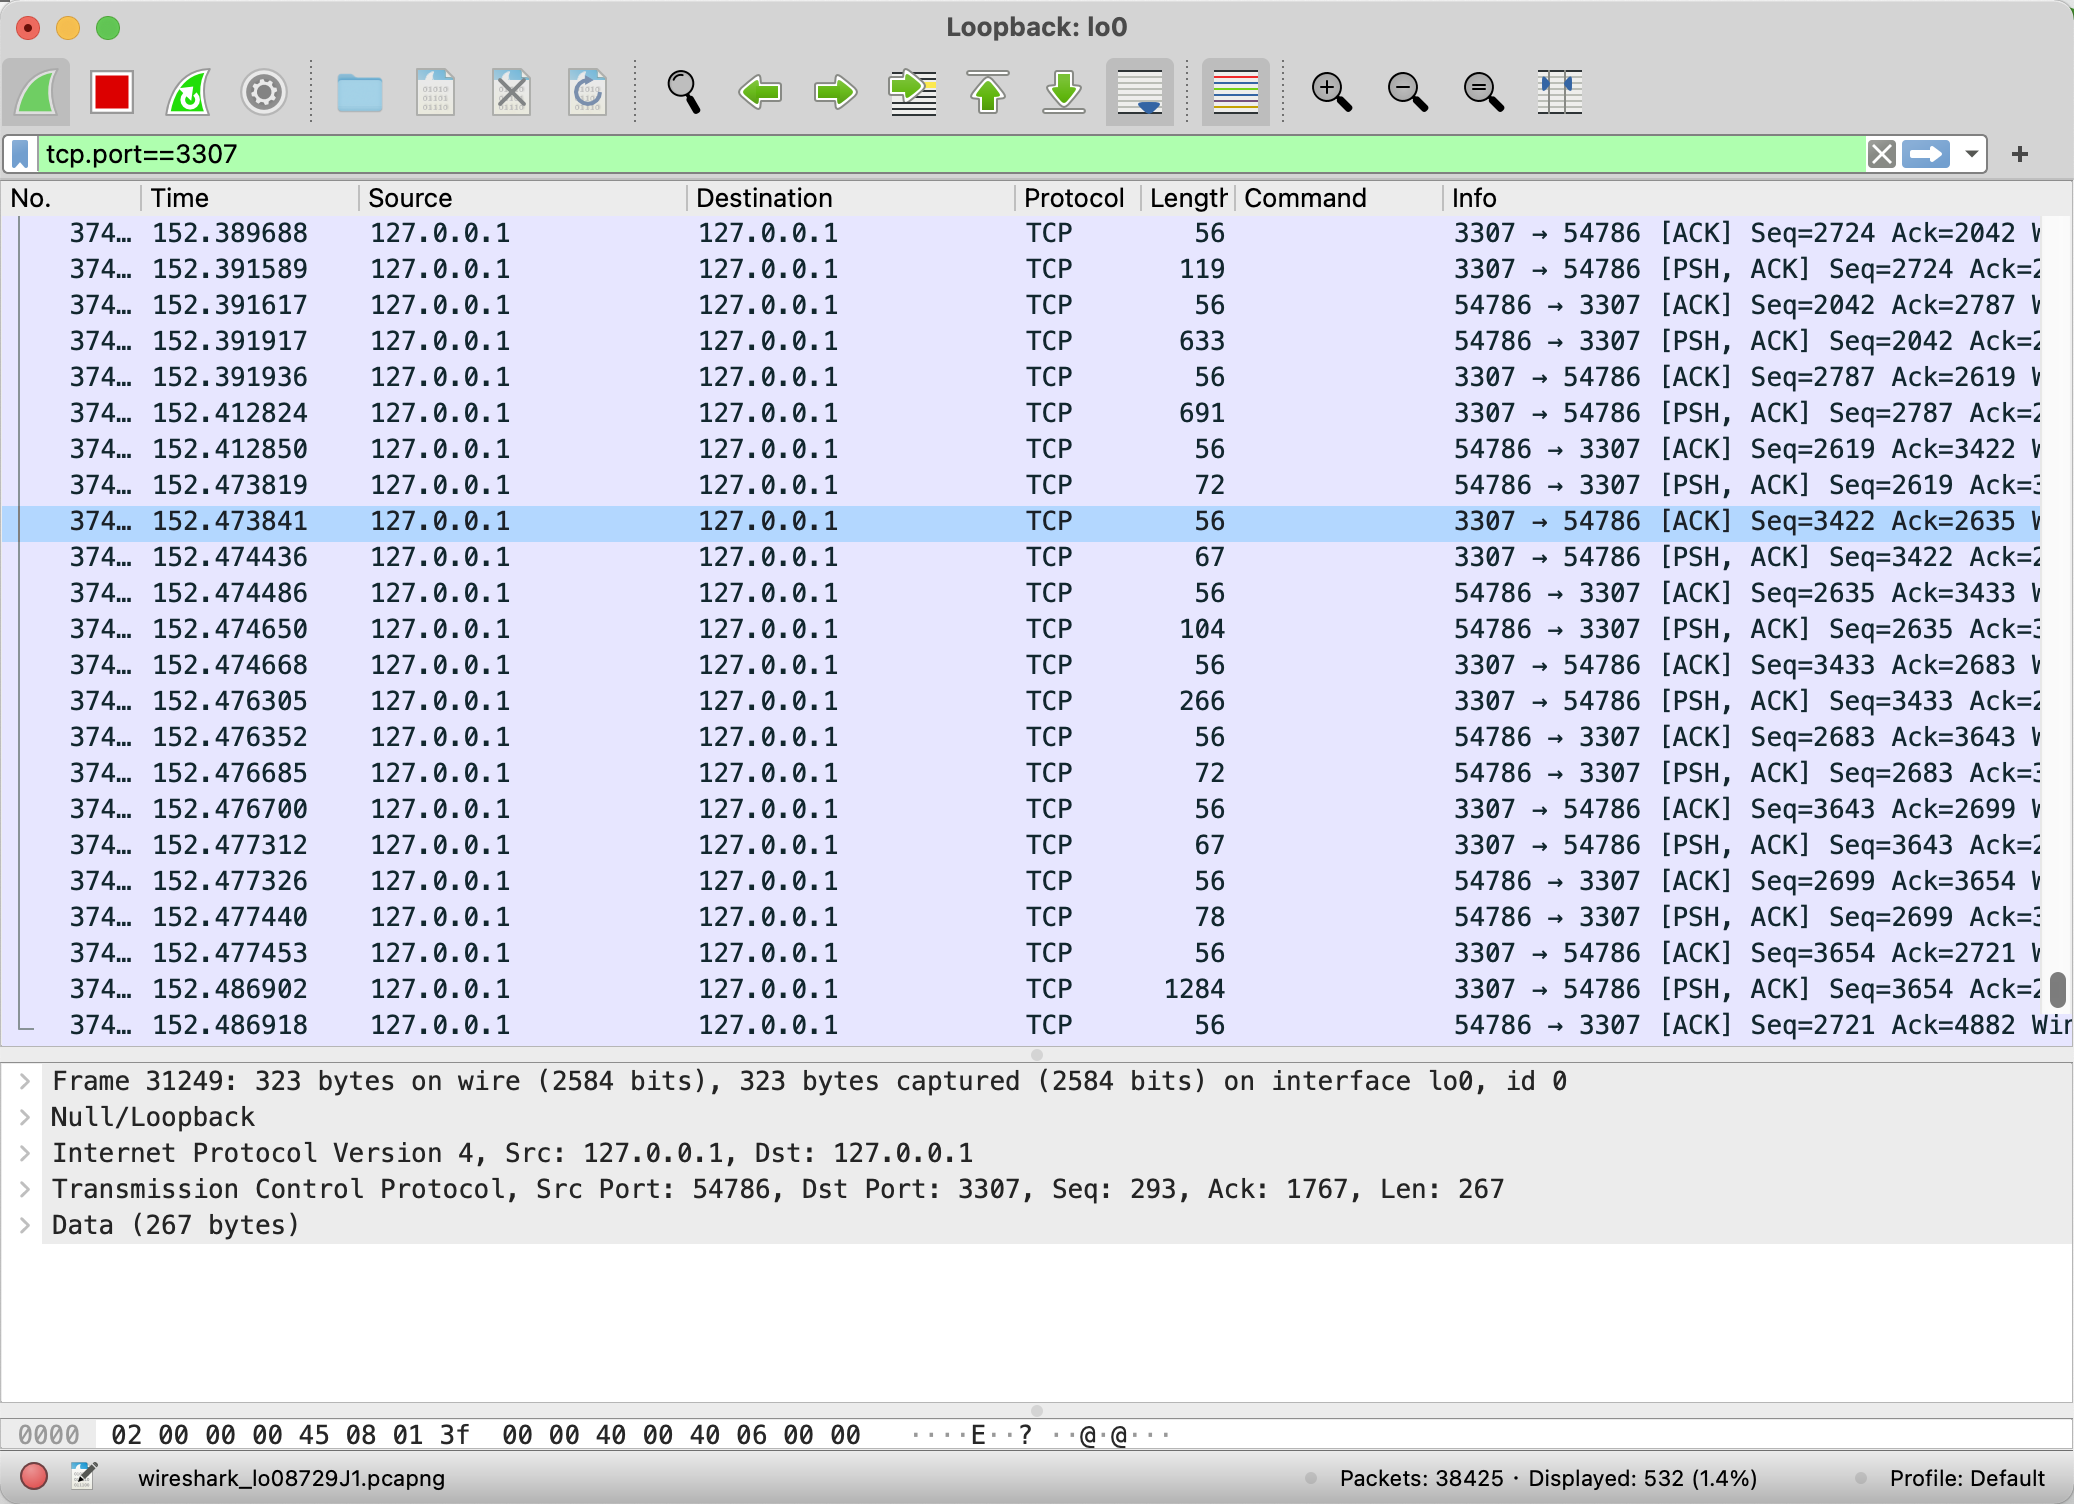 Loopback: lo0
tcp.port==3307
No. Time Source Destination Protocol Length Command Info
374… 152.389688 127.0.0.1 127.0.0.1 TCP 56 3307 → 54786 [ACK] Seq=2724 Ack=2042 W
374… 152.391589 127.0.0.1 127.0.0.1 TCP 119 3307 → 54786 [PSH, ACK] Seq=2724 Ack=2
374… 152.391617 127.0.0.1 127.0.0.1 TCP 56 54786 → 3307 [ACK] Seq=2042 Ack=2787 W
374… 152.391917 127.0.0.1 127.0.0.1 TCP 633 54786 → 3307 [PSH, ACK] Seq=2042 Ack=2
374… 152.391936 127.0.0.1 127.0.0.1 TCP 56 3307 → 54786 [ACK] Seq=2787 Ack=2619 W
374… 152.412824 127.0.0.1 127.0.0.1 TCP 691 3307 → 54786 [PSH, ACK] Seq=2787 Ack=2
374… 152.412850 127.0.0.1 127.0.0.1 TCP 56 54786 → 3307 [ACK] Seq=2619 Ack=3422 W
374… 152.473819 127.0.0.1 127.0.0.1 TCP 72 54786 → 3307 [PSH, ACK] Seq=2619 Ack=3
374… 152.473841 127.0.0.1 127.0.0.1 TCP 56 3307 → 54786 [ACK] Seq=3422 Ack=2635 W
374… 152.474436 127.0.0.1 127.0.0.1 TCP 67 3307 → 54786 [PSH, ACK] Seq=3422 Ack=2
374… 152.474486 127.0.0.1 127.0.0.1 TCP 56 54786 → 3307 [ACK] Seq=2635 Ack=3433 W
374… 152.474650 127.0.0.1 127.0.0.1 TCP 104 54786 → 3307 [PSH, ACK] Seq=2635 Ack=3
374… 152.474668 127.0.0.1 127.0.0.1 TCP 56 3307 → 54786 [ACK] Seq=3433 Ack=2683 W
374… 152.476305 127.0.0.1 127.0.0.1 TCP 266 3307 → 54786 [PSH, ACK] Seq=3433 Ack=2
374… 152.476352 127.0.0.1 127.0.0.1 TCP 56 54786 → 3307 [ACK] Seq=2683 Ack=3643 W
374… 152.476685 127.0.0.1 127.0.0.1 TCP 72 54786 → 3307 [PSH, ACK] Seq=2683 Ack=3
374… 152.476700 127.0.0.1 127.0.0.1 TCP 56 3307 → 54786 [ACK] Seq=3643 Ack=2699 W
374… 152.477312 127.0.0.1 127.0.0.1 TCP 67 3307 → 54786 [PSH, ACK] Seq=3643 Ack=2
374… 152.477326 127.0.0.1 127.0.0.1 TCP 56 54786 → 3307 [ACK] Seq=2699 Ack=3654 W
374… 152.477440 127.0.0.1 127.0.0.1 TCP 78 54786 → 3307 [PSH, ACK] Seq=2699 Ack=3
374… 152.477453 127.0.0.1 127.0.0.1 TCP 56 3307 → 54786 [ACK] Seq=3654 Ack=2721 W
374… 152.486902 127.0.0.1 127.0.0.1 TCP 1284 3307 → 54786 [PSH, ACK] Seq=3654 Ack=2
374… 152.486918 127.0.0.1 127.0.0.1 TCP 56 54786 → 3307 [ACK] Seq=2721 Ack=4882 Win
Frame 31249: 323 bytes on wire (2584 bits), 323 bytes captured (2584 bits) on interface lo0, id 0
Null/Loopback
Internet Protocol Version 4, Src: 127.0.0.1, Dst: 127.0.0.1
Transmission Control Protocol, Src Port: 54786, Dst Port: 3307, Seq: 293, Ack: 1767, Len: 267
Data (267 bytes)
0000 02 00 00 00 45 08 01 3f 00 00 40 00 40 06 00 00 ····E··? ··@·@···
wireshark_lo08729J1.pcapng Packets: 38425 · Displayed: 532 (1.4%) Profile: Default